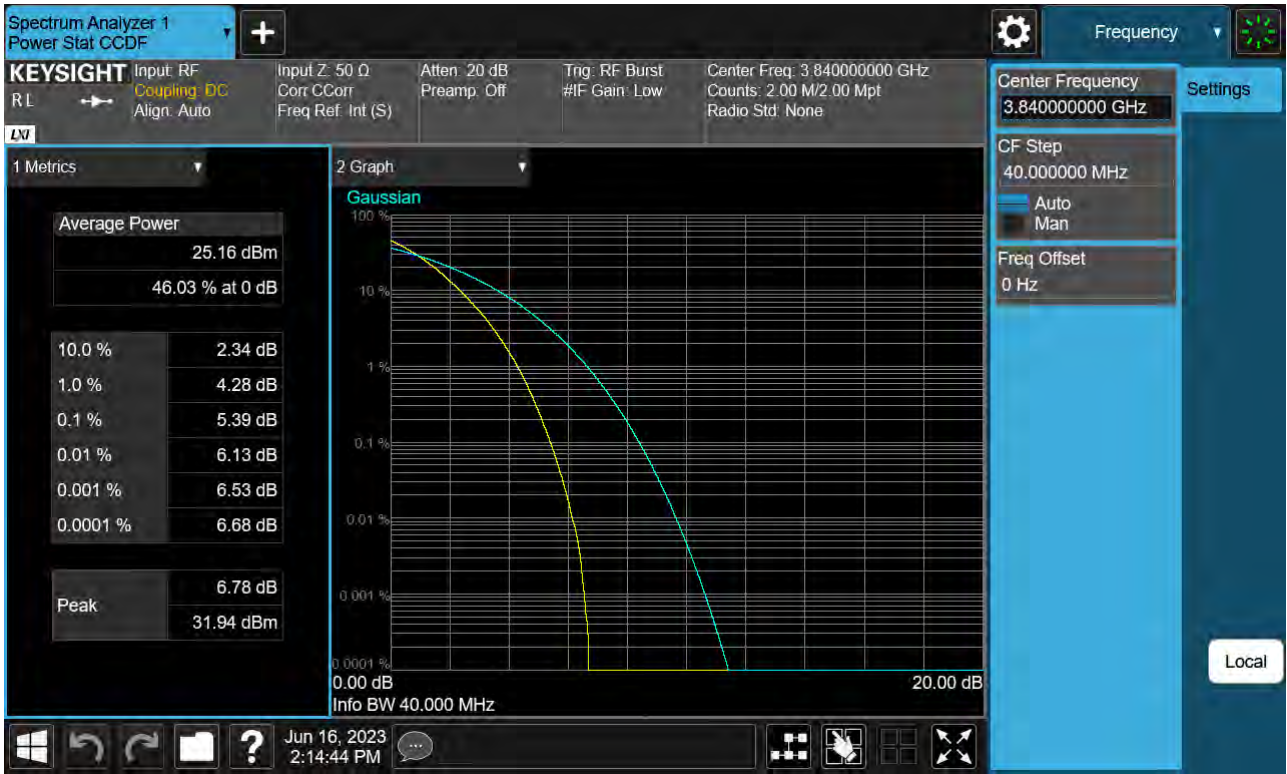 Spectrum Analyzer 1
Power Stat CCDF
Frequency
KEYSIGHT
RL
LXI
Input: RF
Coupling: DC
Align: Auto
Input Z: 50 Ω
Corr CCorr
Freq Ref: Int (S)
Atten: 20 dB
Preamp: Off
Trig: RF Burst
#IF Gain: Low
Center Freq: 3.840000000 GHz
Counts: 2.00 M/2.00 Mpt
Radio Std: None
Center Frequency
3.840000000 GHz
Settings
CF Step
40.000000 MHz
Auto
Man
Freq Offset
0 Hz
Local
1 Metrics
Average Power
25.16 dBm
46.03 % at 0 dB
10.0 % 2.34 dB
1.0 % 4.28 dB
0.1 % 5.39 dB
0.01 % 6.13 dB
0.001 % 6.53 dB
0.0001 % 6.68 dB
Peak 6.78 dB
31.94 dBm
2 Graph
Gaussian
100 %
10 %
1 %
0.1 %
0.01 %
0.001 %
0.0001 %
0.00 dB 20.00 dB
Info BW 40.000 MHz
?
Jun 16, 2023
2:14:44 PM